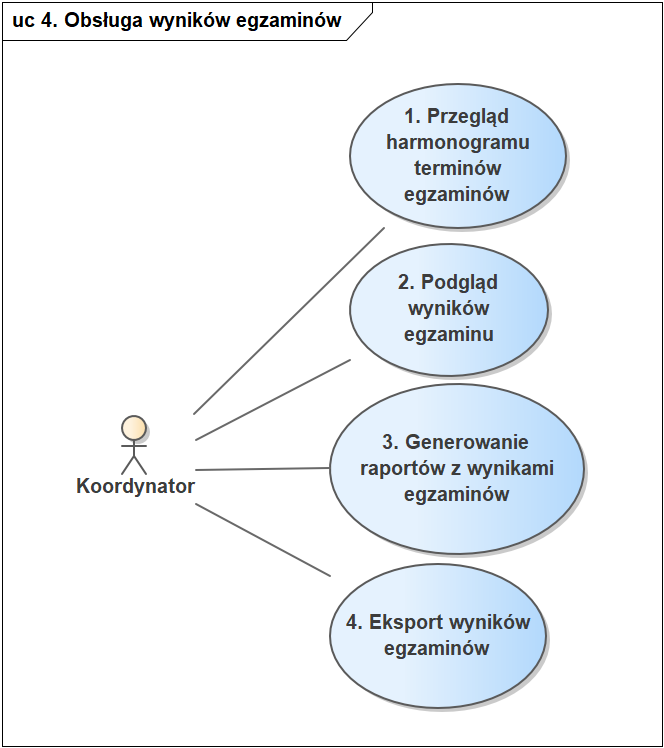 uc 4. Obsługa wyników egzaminów
1. Przegląd
harmonogramu
terminów
egzaminów
2. Podgląd
wyników
egzaminu
3. Generowanie
raportów z wynikami
egzaminów
Koordynator
4. Eksport wyników
egzaminów